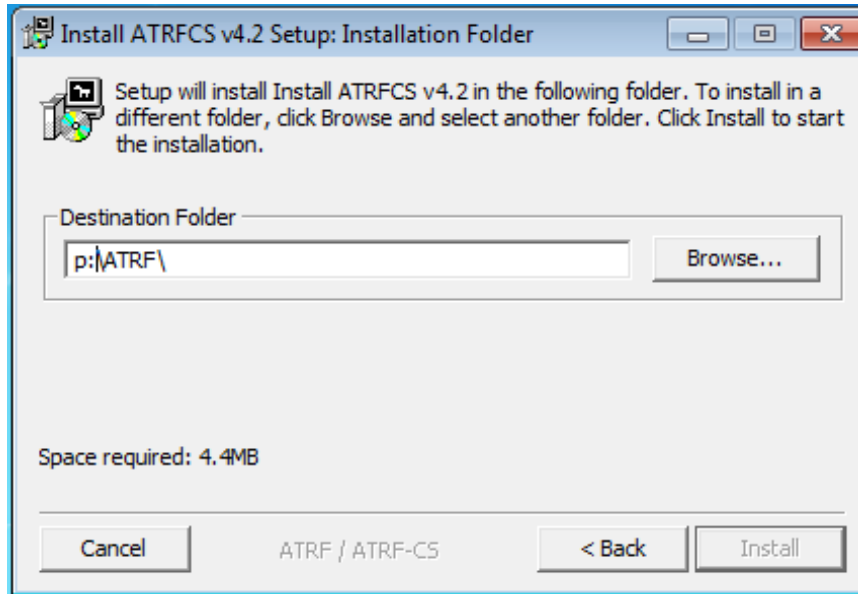 Install ATRFCS v4.2 Setup: Installation Folder
Setup will install Install ATRFCS v4.2 in the following folder. To install in a
different folder, click Browse and select another folder. Click Install to start
the installation.
Destination Folder
p:\ATRF\
Browse...
Space required: 4.4MB
Cancel
ATRF / ATRF-CS
< Back
Install